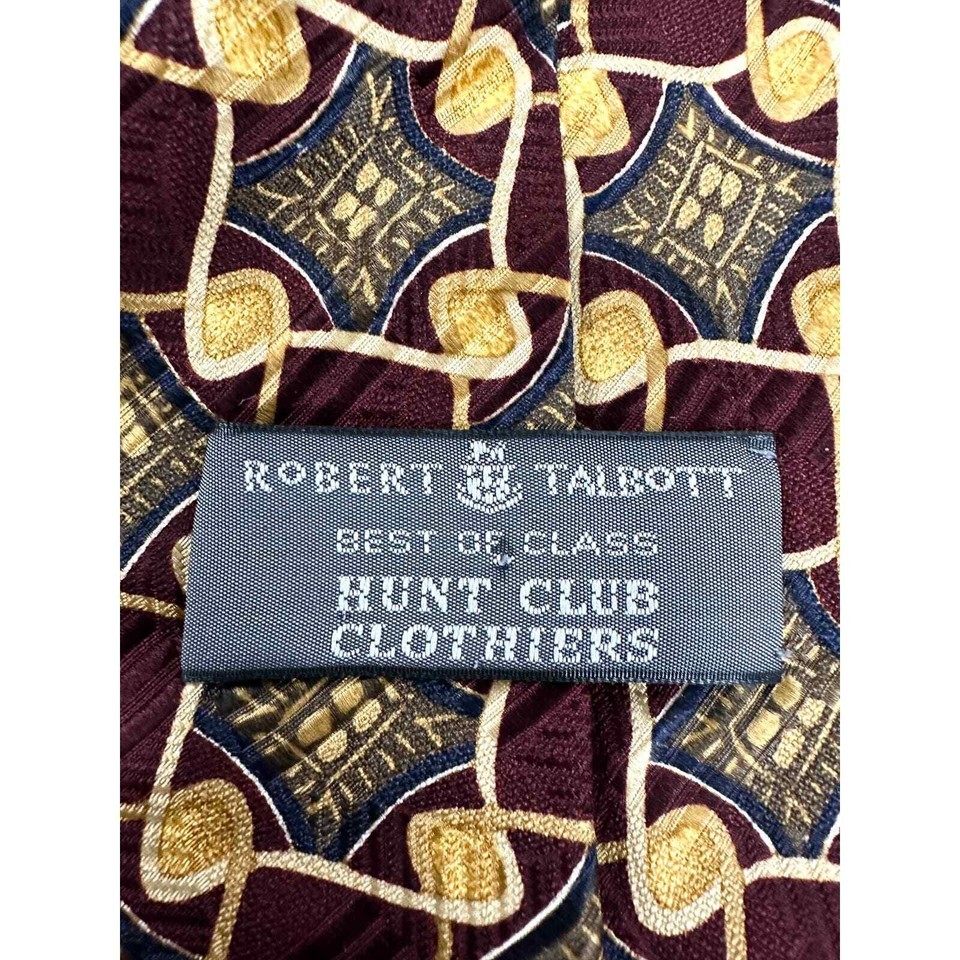 ROBERT TALBOTT
BEST OF CLASS
HUNT CLUB
CLOTHIERS